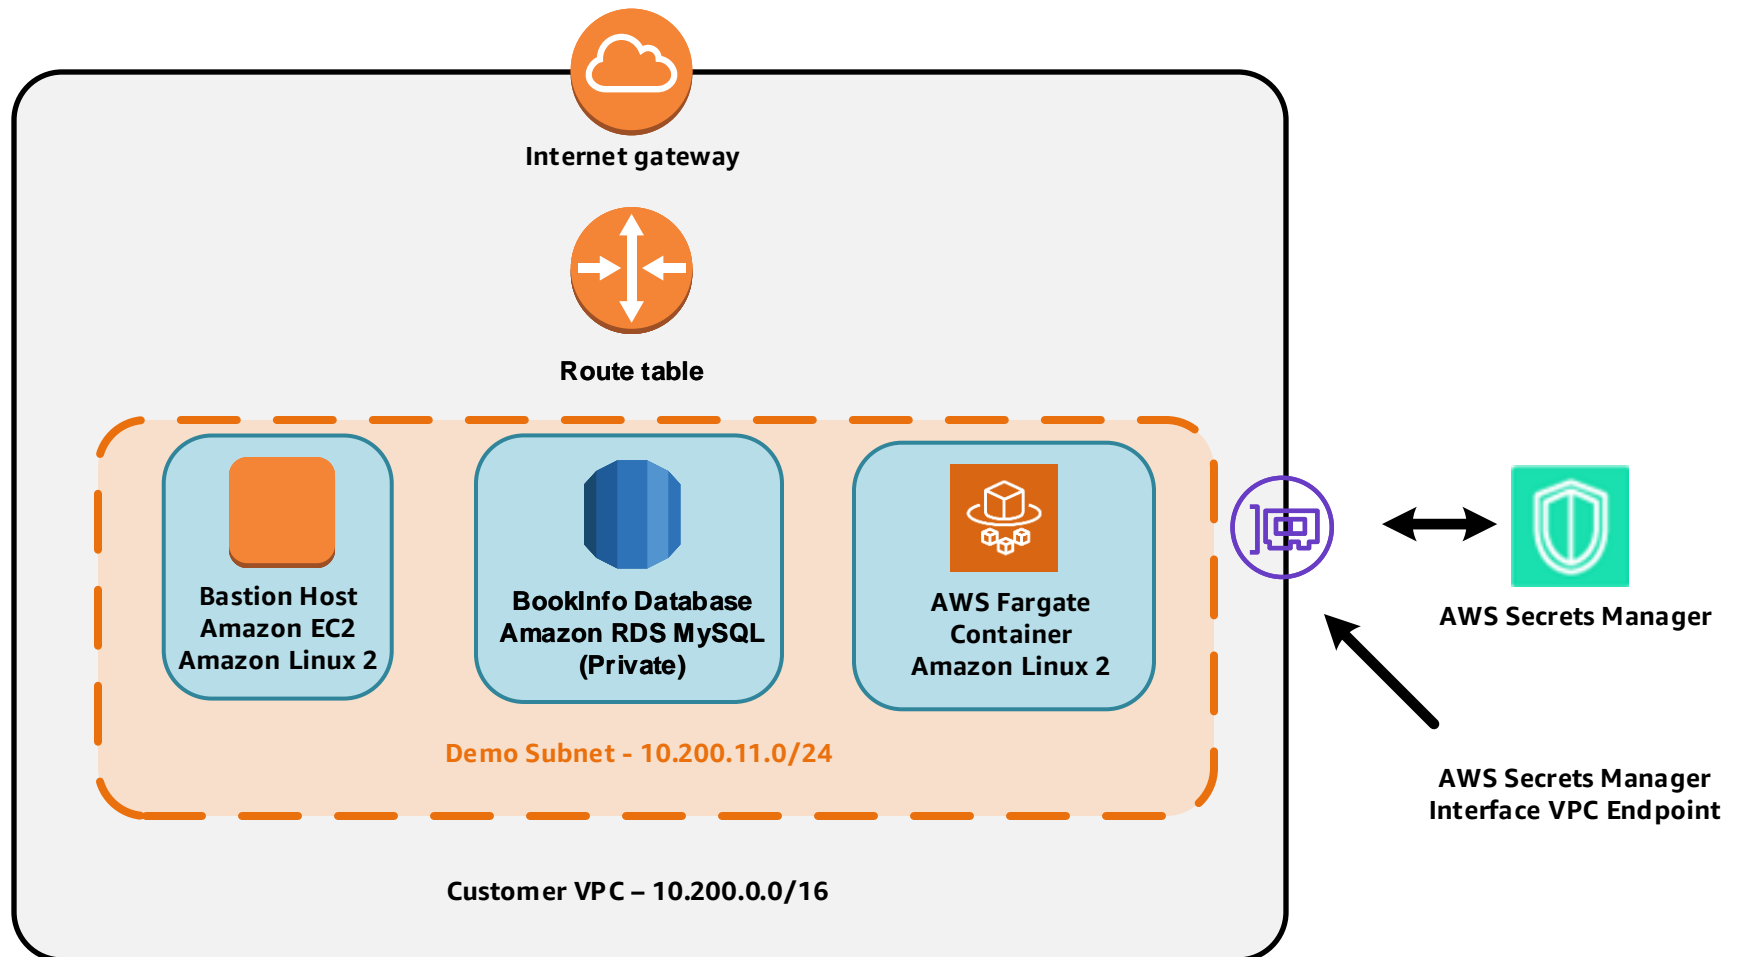 Internet gateway
Route table
Bastion Host
Amazon EC2
Amazon Linux 2
BookInfo Database
Amazon RDS MySQL
(Private)
AWS Fargate
Container
Amazon Linux 2
Demo Subnet - 10.200.11.0/24
Customer VPC – 10.200.0.0/16
AWS Secrets Manager
AWS Secrets Manager
Interface VPC Endpoint